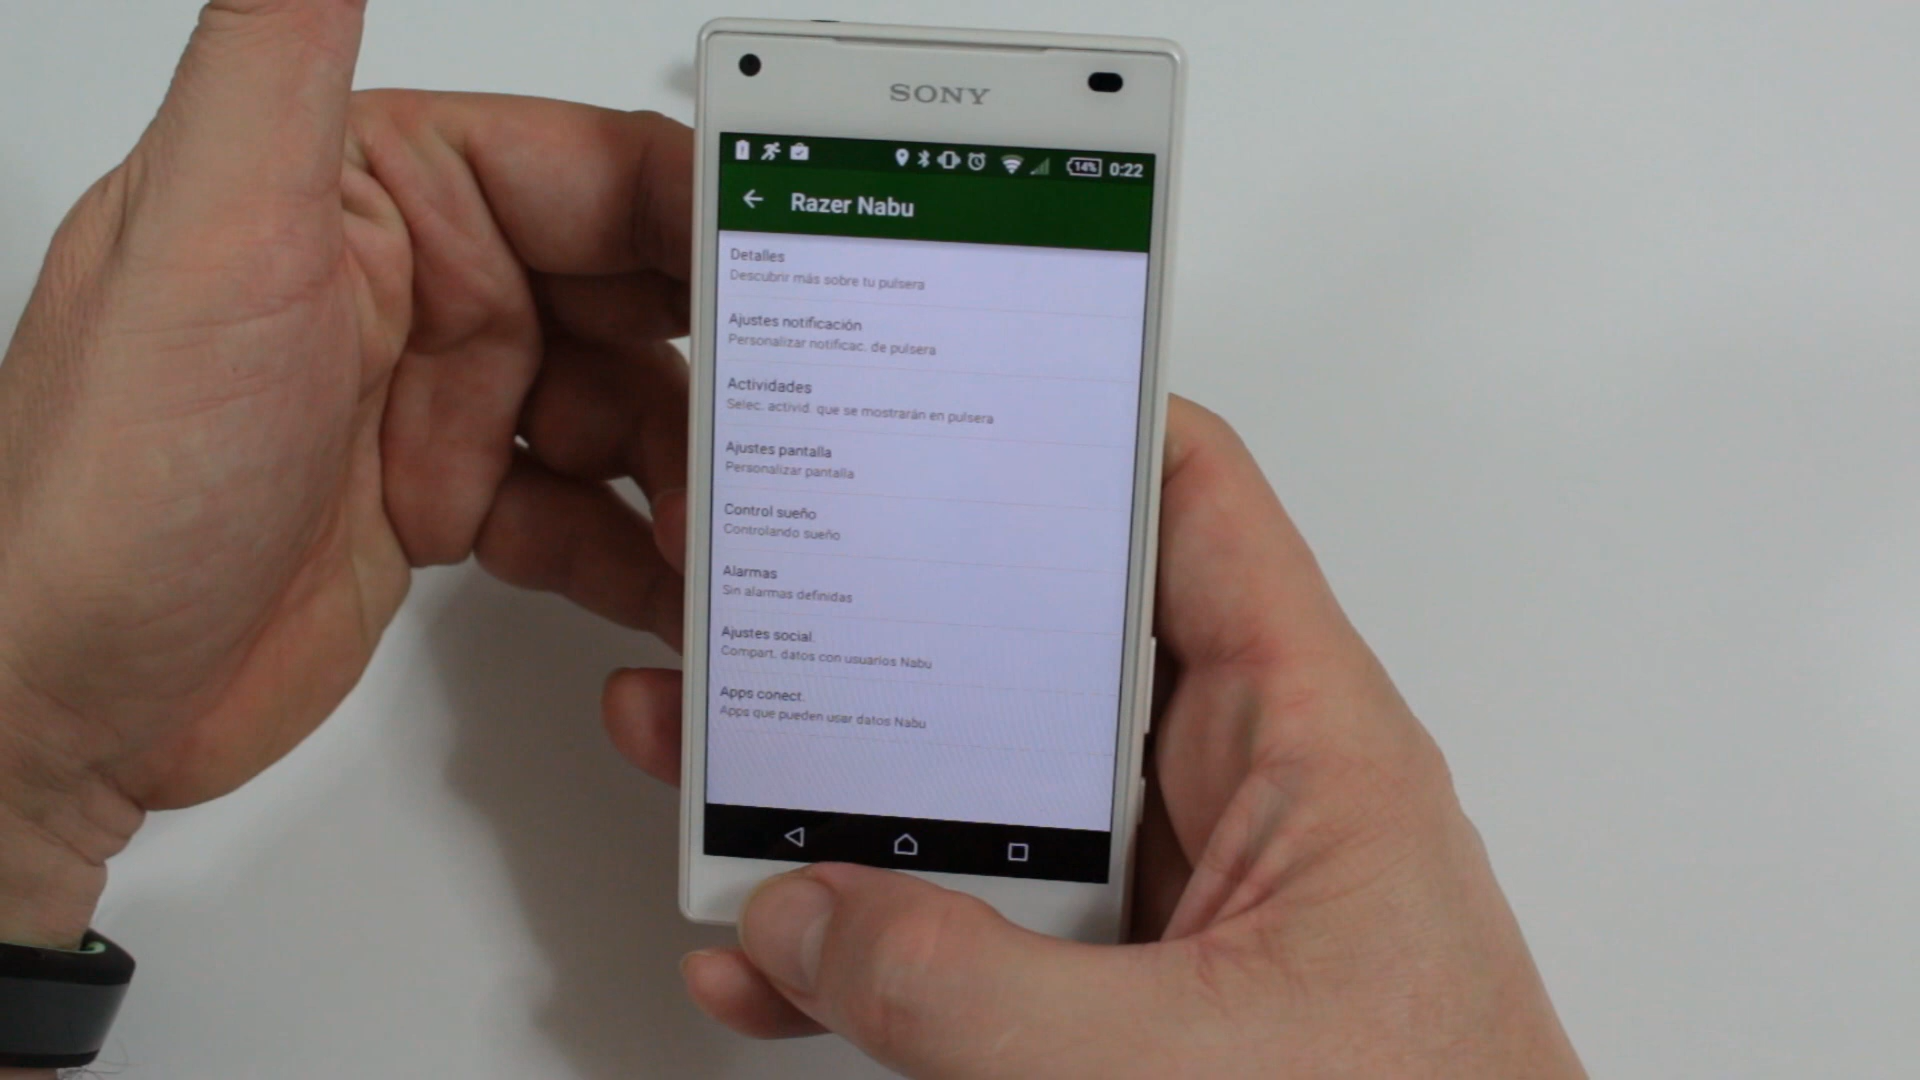 SONY
14% 0:22
Razer Nabu
Detalles
Descubrir más sobre tu pulsera
Ajustes notificación
Personalizar notificac. de pulsera
Actividades
Selec. activid. que se mostrarán en pulsera
Ajustes pantalla
Personalizar pantalla
Control sueño
Controlando sueño
Alarmas
Sin alarmas definidas
Ajustes social.
Compart. datos con usuarios Nabu
Apps conect.
Apps que pueden usar datos Nabu